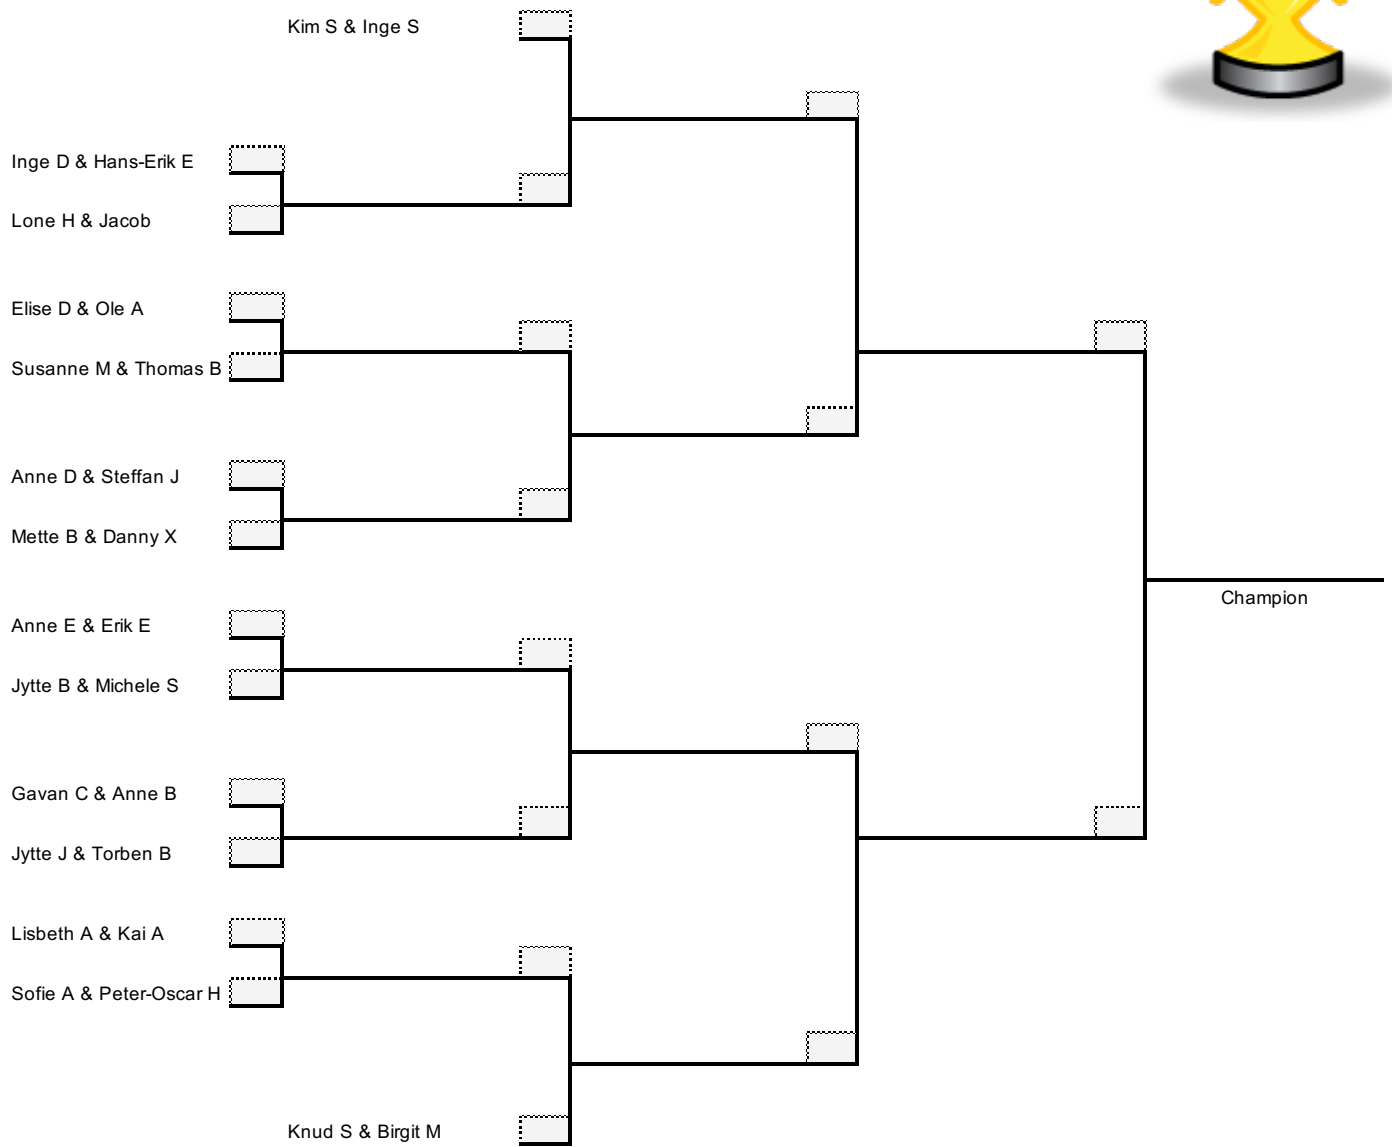 Kim S & Inge S
Inge D & Hans-Erik E
Lone H & Jacob
Elise D & Ole A
Susanne M & Thomas B
Anne D & Steffan J
Mette B & Danny X
Champion
Anne E & Erik E
Jytte B & Michele S
Gavan C & Anne B
Jytte J & Torben B
Lisbeth A & Kai A
Sofie A & Peter-Oscar H
Knud S & Birgit M